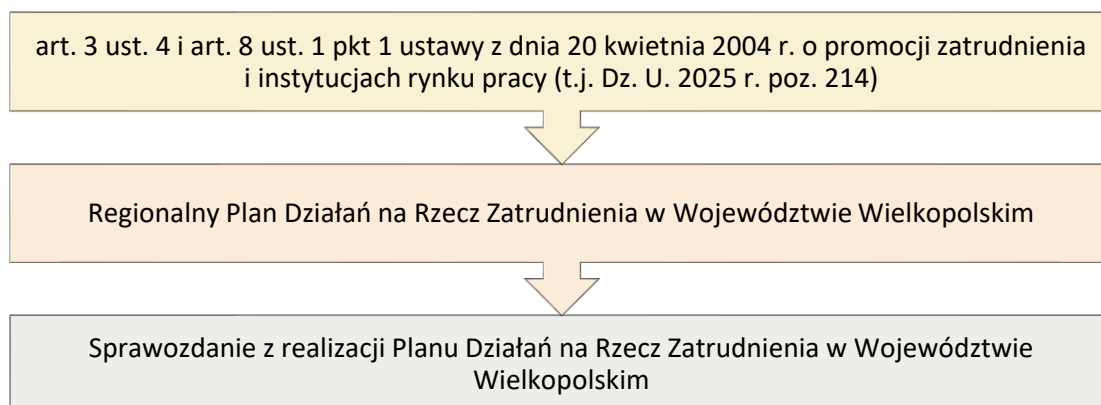 art. 3 ust. 4 i art. 8 ust. 1 pkt 1 ustawy z dnia 20 kwietnia 2004 r. o promocji zatrudnienia
i instytucjach rynku pracy (t.j. Dz. U. 2025 r. poz. 214)
Regionalny Plan Działań na Rzecz Zatrudnienia w Województwie Wielkopolskim
Sprawozdanie z realizacji Planu Działań na Rzecz Zatrudnienia w Województwie
Wielkopolskim